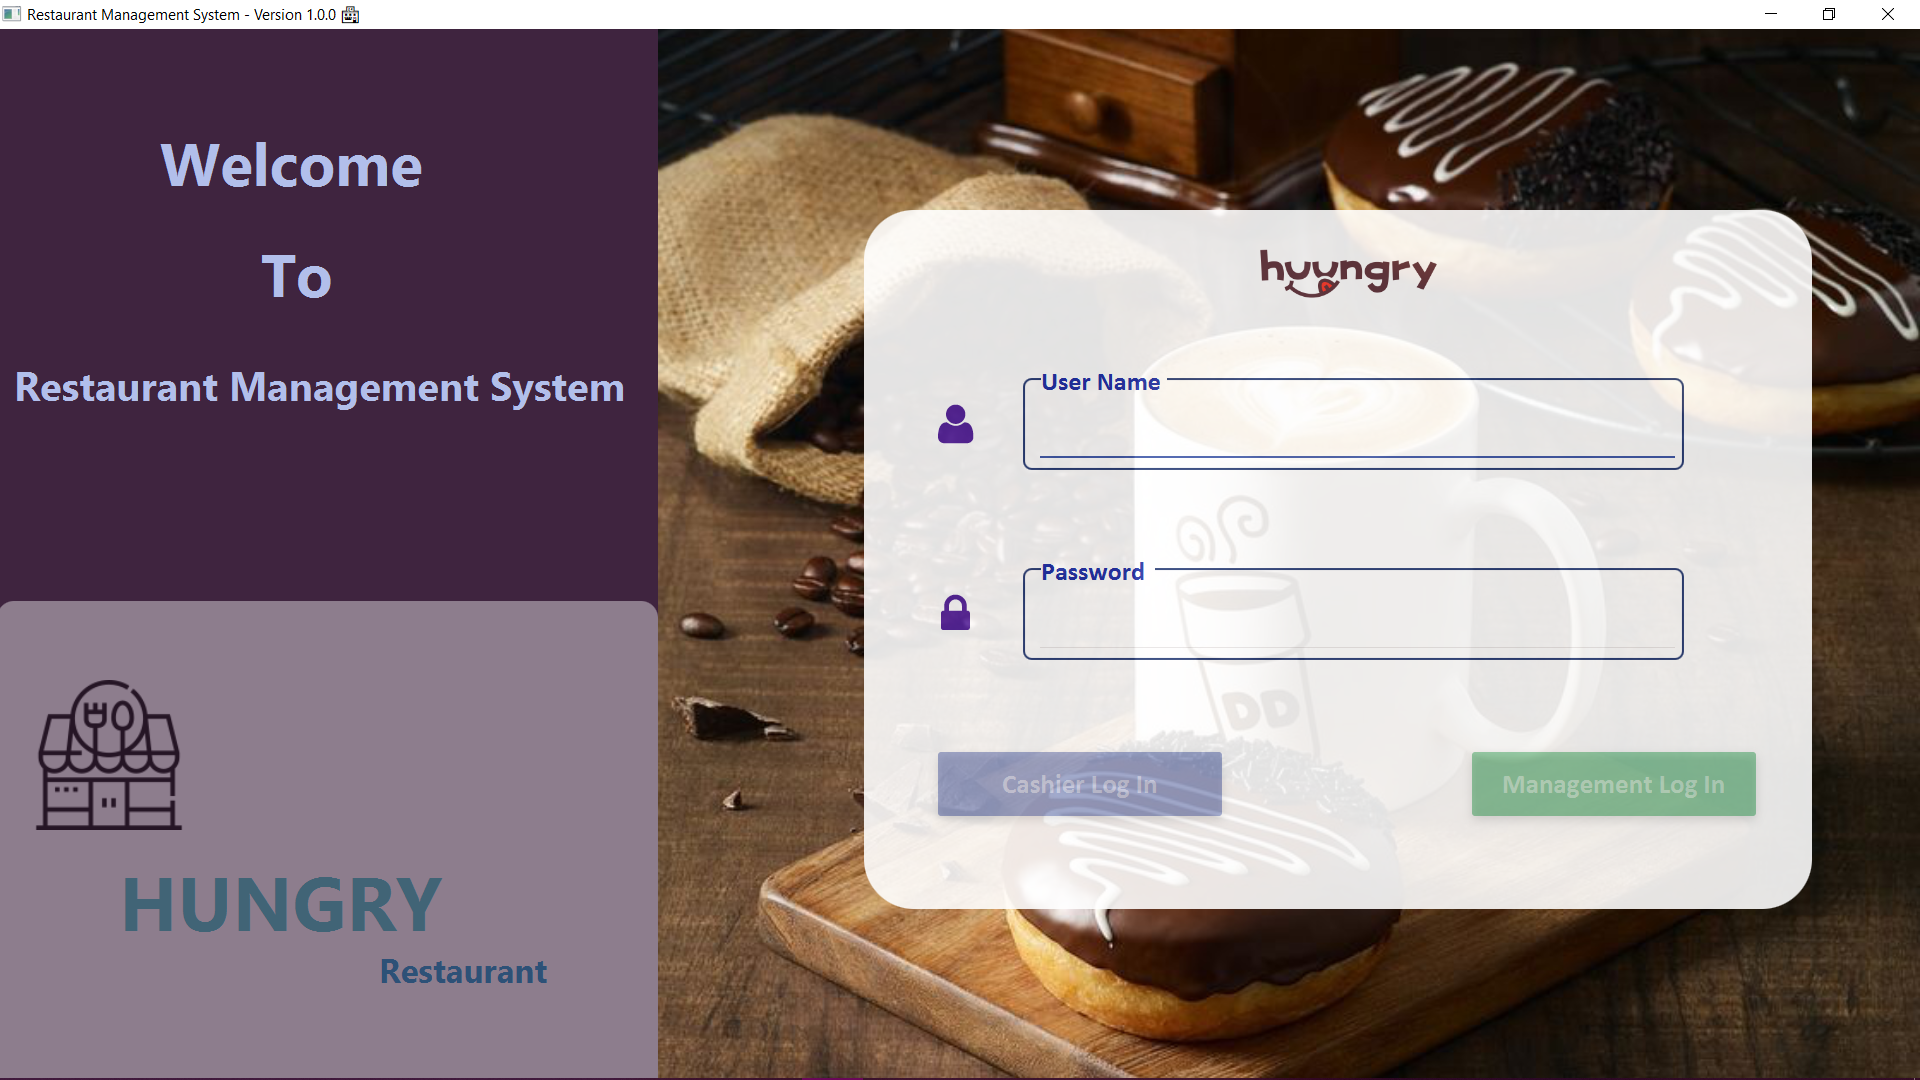 Restaurant Management System - Version 1.0.0
Welcome
To
Restaurant Management System
HUNGRY
Restaurant
huungry
User Name
Password
DD
Cashier Log In
Management Log In